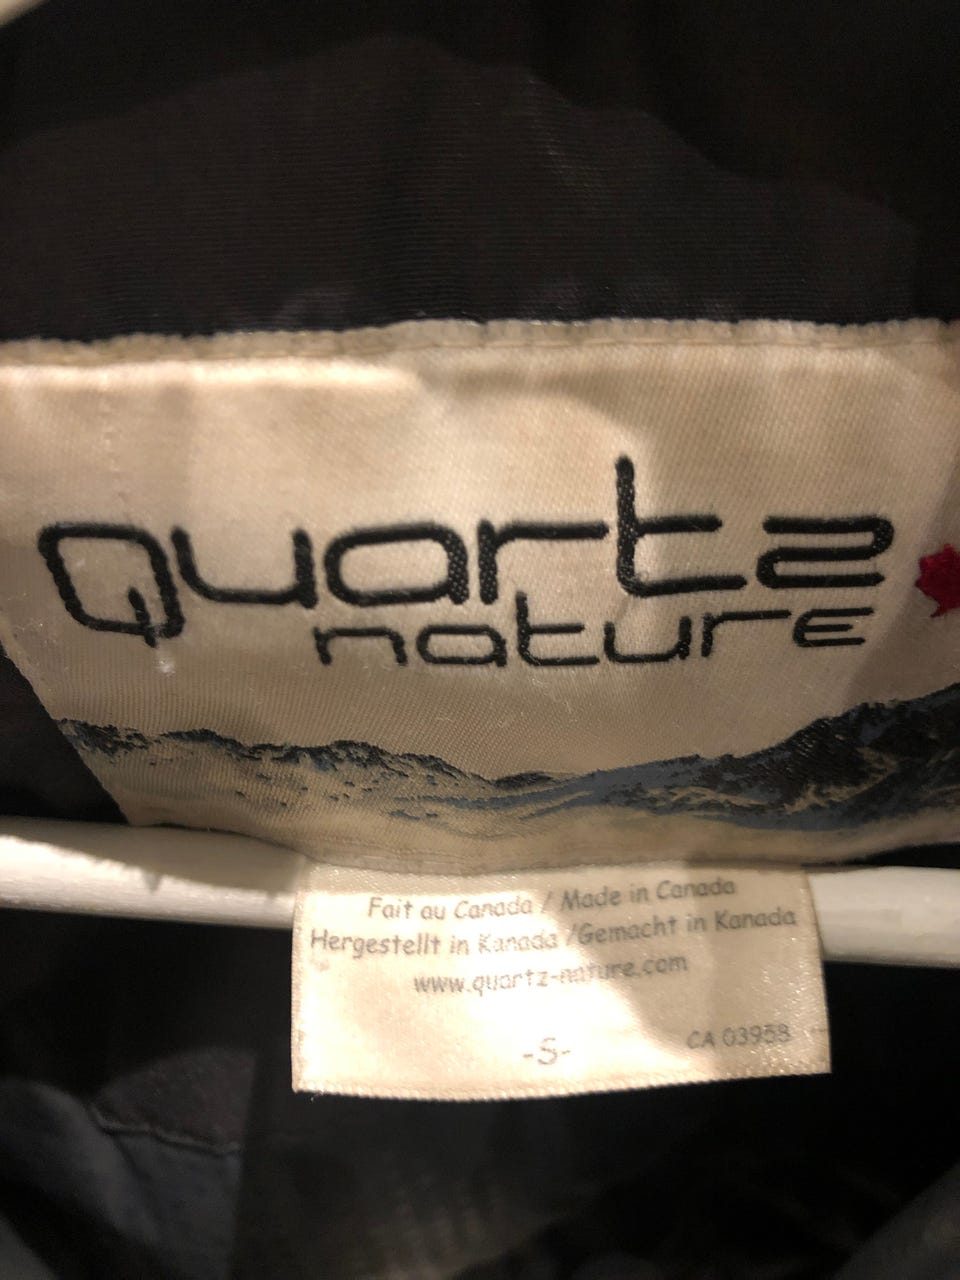 Quartz
nature
Fait au Canada / Made in Canada
Hergestellt in Kanada /Gemacht in Kanada
www.quartz-nature.com
-S-
CA 03958